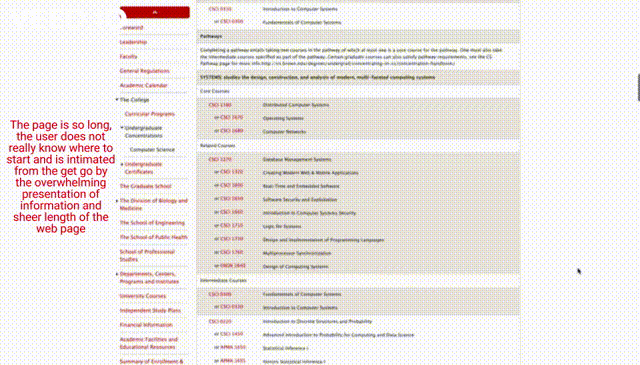 The page is so long,
the user does not
really know where to
start and is intimated
from the get go by
the overwhelming
presentation of
information and
sheer length of the
web page
Foreword
Leadership
Faculty
General Regulations
Academic Calendar
The College
Curricular Programs
Undergraduate
Concentrations
Computer Science
Undergraduate
Certificates
The Graduate School
The Division of Biology and
Medicine
The School of Engineering
The School of Public Health
School of Professional
Studies
Departments, Centers,
Programs and Institutes
University Courses
Independent Study Plans
Financial Information
Academic Facilities and
Educational Resources
Summary of Enrollment &
CSCI 0330 Introduction to Computer Systems
or CSCI 0300 Fundamentals of Computer Systems
Pathways
Completing a pathway entails taking two courses in the pathway of which at least one is a core course for the pathway. One must also
take the intermediate courses specified as part of the pathway. Certain graduate courses can also satisfy pathway requirements, see the CS
Pathway page for more info
SYSTEMS: studies the design, construction, and analysis of modern, multi-faceted computing systems
Core Courses
CSCI 1380 Distributed Computer Systems
or CSCI 1670 Operating Systems
or CSCI 1680 Computer Networks
Related Courses
CSCI 1270 Database Management Systems
or CSCI 1320 Creating Modern Web & Mobile Applications
or CSCI 1600 Real-Time and Embedded Software
or CSCI 1650 Software Security and Exploitation
or CSCI 1660 Introduction to Computer Systems Security
or CSCI 1710 Logic for Systems
or CSCI 1730 Design and Implementation of Programming Languages
or CSCI 1760 Multiprocessor Synchronization
or ENGN 1640 Design of Computing Systems
Intermediate Courses
CSCI 0300 Fundamentals of Computer Systems
or CSCI 0330 Introduction to Computer Systems
CSCI 0220 Introduction to Discrete Structures and Probability
or CSCI 1450 Advanced Introduction to Probability for Computing and Data Science
or APMA 1650 Statistical Inference I
or APMA 1655 Honors Statistical Inference I